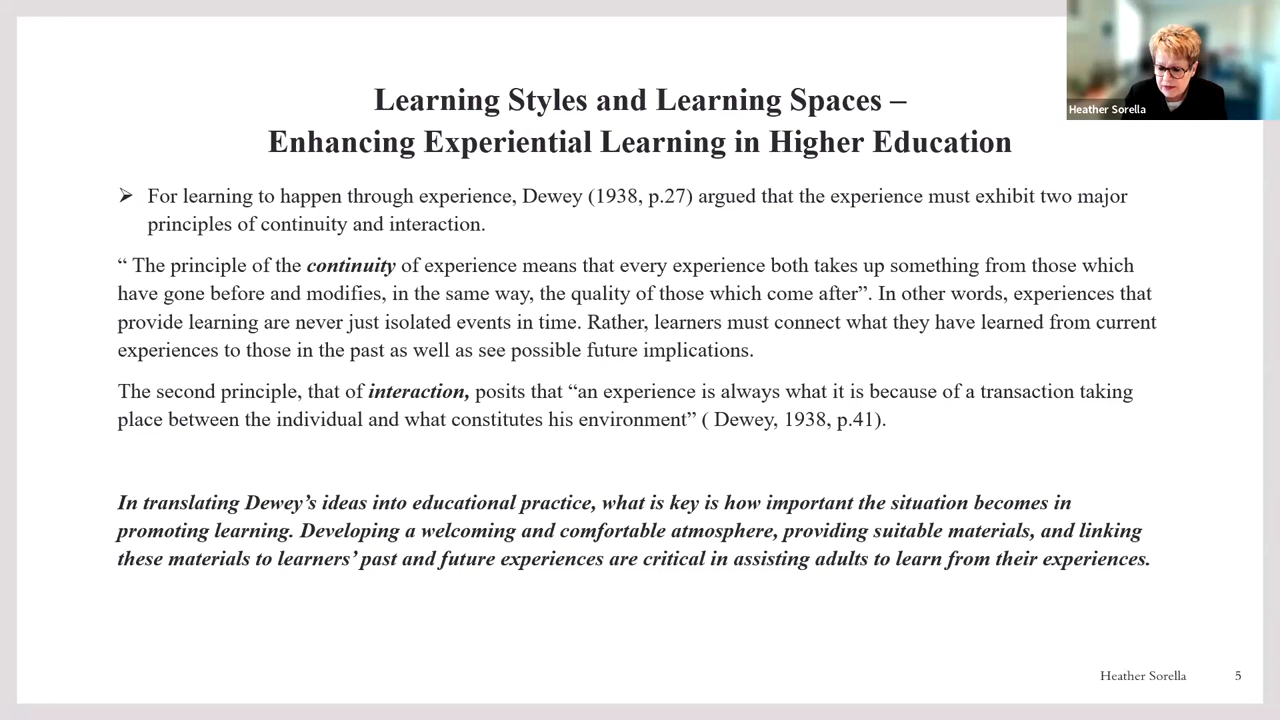 Heather Sorella
Learning Styles and Learning Spaces –
Enhancing Experiential Learning in Higher Education
➢ For learning to happen through experience, Dewey (1938, p.27) argued that the experience must exhibit two major
principles of continuity and interaction.
“ The principle of the continuity of experience means that every experience both takes up something from those which
have gone before and modifies, in the same way, the quality of those which come after”. In other words, experiences that
provide learning are never just isolated events in time. Rather, learners must connect what they have learned from current
experiences to those in the past as well as see possible future implications.
The second principle, that of interaction, posits that “an experience is always what it is because of a transaction taking
place between the individual and what constitutes his environment” ( Dewey, 1938, p.41).
In translating Dewey’s ideas into educational practice, what is key is how important the situation becomes in
promoting learning. Developing a welcoming and comfortable atmosphere, providing suitable materials, and linking
these materials to learners’ past and future experiences are critical in assisting adults to learn from their experiences.
Heather Sorella 5